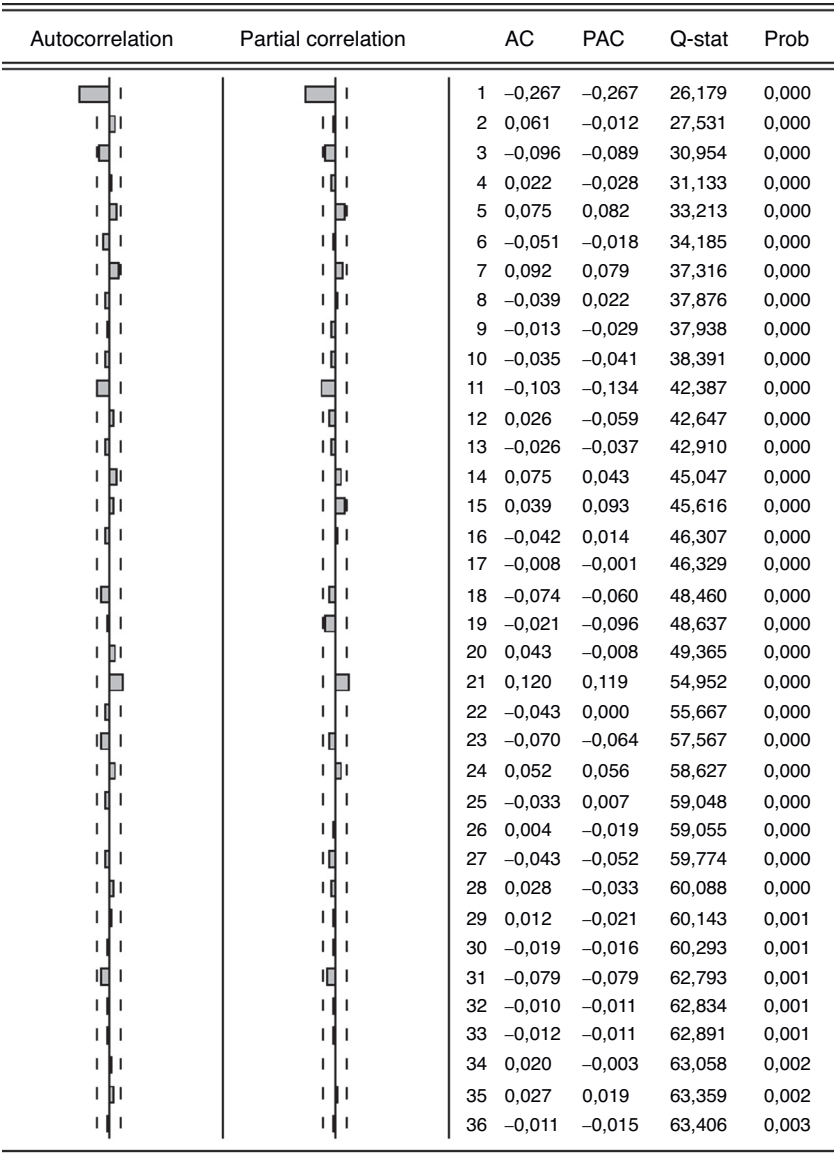 Autocorrelation Partial correlation AC PAC Q-stat Prob
1 −0,267 −0,267 26,179 0,000
2 0,061 −0,012 27,531 0,000
3 −0,096 −0,089 30,954 0,000
4 0,022 −0,028 31,133 0,000
5 0,075 0,082 33,213 0,000
6 −0,051 −0,018 34,185 0,000
7 0,092 0,079 37,316 0,000
8 −0,039 0,022 37,876 0,000
9 −0,013 −0,029 37,938 0,000
10 −0,035 −0,041 38,391 0,000
11 −0,103 −0,134 42,387 0,000
12 0,026 −0,059 42,647 0,000
13 −0,026 −0,037 42,910 0,000
14 0,075 0,043 45,047 0,000
15 0,039 0,093 45,616 0,000
16 −0,042 0,014 46,307 0,000
17 −0,008 −0,001 46,329 0,000
18 −0,074 −0,060 48,460 0,000
19 −0,021 −0,096 48,637 0,000
20 0,043 −0,008 49,365 0,000
21 0,120 0,119 54,952 0,000
22 −0,043 0,000 55,667 0,000
23 −0,070 −0,064 57,567 0,000
24 0,052 0,056 58,627 0,000
25 −0,033 0,007 59,048 0,000
26 0,004 −0,019 59,055 0,000
27 −0,043 −0,052 59,774 0,000
28 0,028 −0,033 60,088 0,000
29 0,012 −0,021 60,143 0,001
30 −0,019 −0,016 60,293 0,001
31 −0,079 −0,079 62,793 0,001
32 −0,010 −0,011 62,834 0,001
33 −0,012 −0,011 62,891 0,001
34 0,020 −0,003 63,058 0,002
35 0,027 0,019 63,359 0,002
36 −0,011 −0,015 63,406 0,003